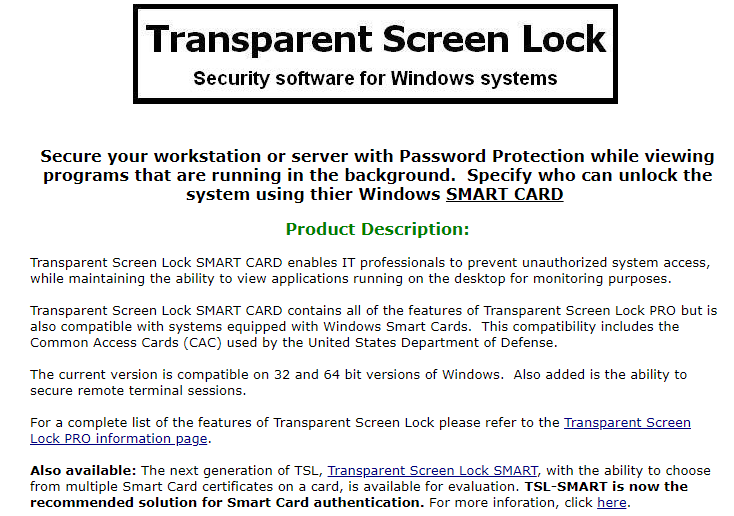 Transparent Screen Lock
Security software for Windows systems
Secure your workstation or server with Password Protection while viewing
programs that are running in the background.  Specify who can unlock the
system using thier Windows SMART CARD
Product Description:
Transparent Screen Lock SMART CARD enables IT professionals to prevent unauthorized system access,
while maintaining the ability to view applications running on the desktop for monitoring purposes.
Transparent Screen Lock SMART CARD contains all of the features of Transparent Screen Lock PRO but is
also compatible with systems equipped with Windows Smart Cards.  This compatibility includes the
Common Access Cards (CAC) used by the United States Department of Defense.
The current version is compatible on 32 and 64 bit versions of Windows.  Also added is the ability to
secure remote terminal sessions.
For a complete list of the features of Transparent Screen Lock please refer to the Transparent Screen
Lock PRO information page.
Also available: The next generation of TSL, Transparent Screen Lock SMART, with the ability to choose
from multiple Smart Card certificates on a card, is available for evaluation. TSL-SMART is now the
recommended solution for Smart Card authentication. For more inforation, click here.